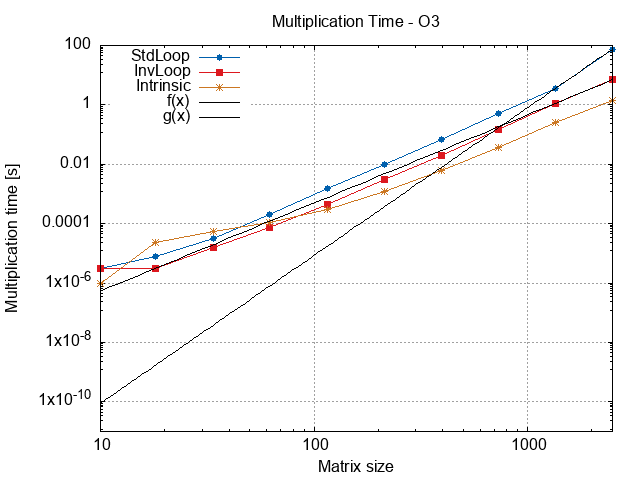 Multiplication Time - O3
StdLoop
InvLoop
Intrinsic
f(x)
g(x)
Multiplication time [s]
100
1
0.01
0.0001
1x10^-6
1x10^-8
1x10^-10
10 100 1000
Matrix size